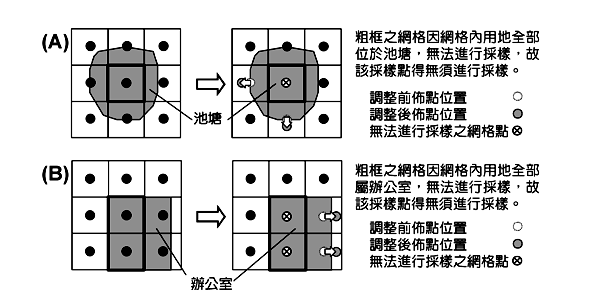 (A)
粗框之網格因網格內用地全部
位於池塘，無法進行採樣，故
該採樣點得無須進行採樣。
調整前佈點位置
調整後佈點位置
無法進行採樣之網格點
池塘
(B)
粗框之網格因網格內用地全部
屬辦公室，無法進行採樣，故
該採樣點得無須進行採樣。
調整前佈點位置
調整後佈點位置
無法進行採樣之網格點
辦公室